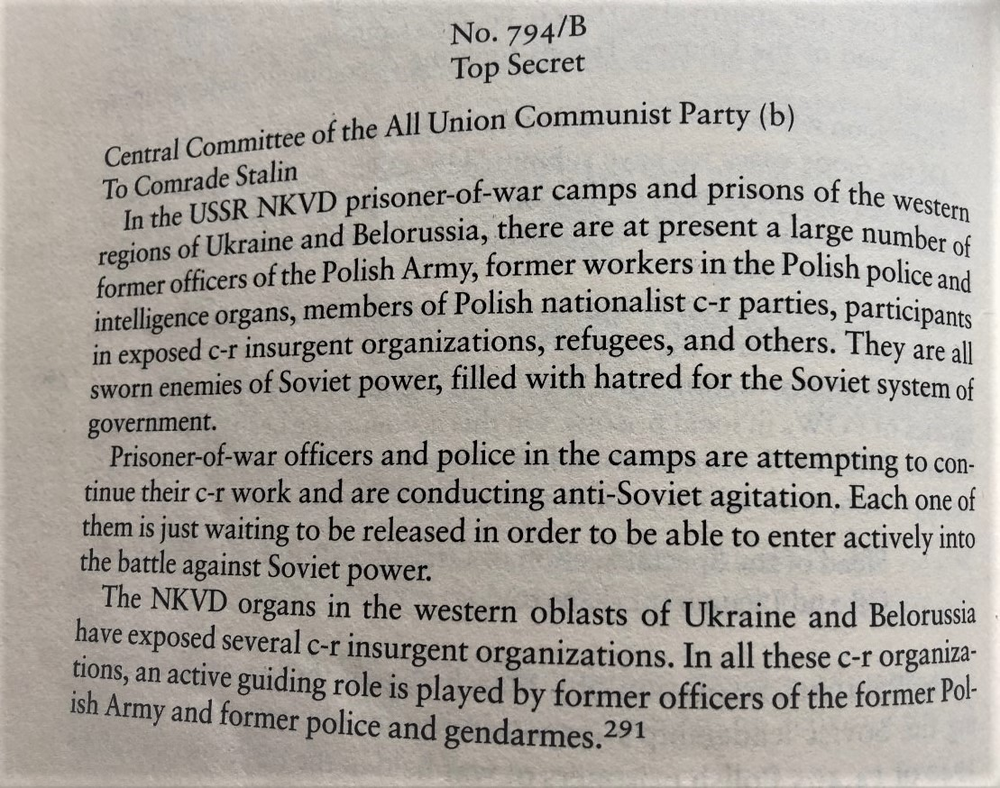 No. 794/B
Top Secret
Central Committee of the All Union Communist Party (b)
To Comrade Stalin
In the USSR NKVD prisoner-of-war camps and prisons of the western
regions of Ukraine and Belorussia, there are at present a large number of
former officers of the Polish Army, former workers in the Polish police and
intelligence organs, members of Polish nationalist c-r parties, participants
in exposed c-r insurgent organizations, refugees, and others. They are all
sworn enemies of Soviet power, filled with hatred for the Soviet system of
government.
Prisoner-of-war officers and police in the camps are attempting to con-
tinue their c-r work and are conducting anti-Soviet agitation. Each one of
them is just waiting to be released in order to be able to enter actively into
the battle against Soviet power.
The NKVD organs in the western oblasts of Ukraine and Belorussia
have exposed several c-r insurgent organizations. In all these c-r organiza-
tions, an active guiding role is played by former officers of the former Pol-
ish Army and former police and gendarmes.291